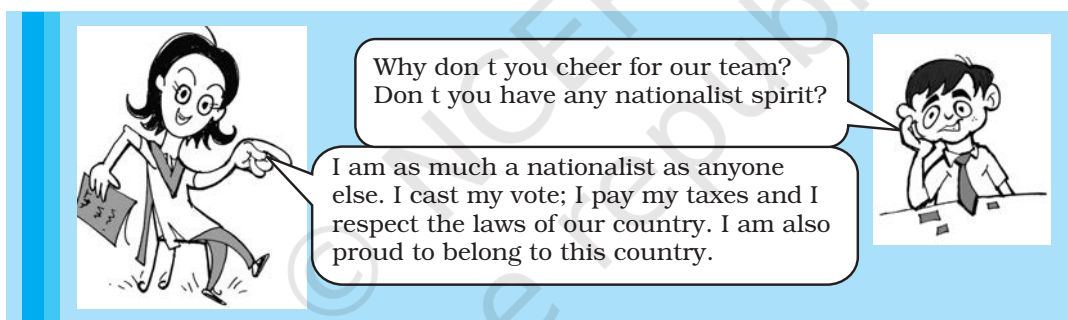 Why don t you cheer for our team?
Don t you have any nationalist spirit?
I am as much a nationalist as anyone
else. I cast my vote; I pay my taxes and I
respect the laws of our country. I am also
proud to belong to this country.